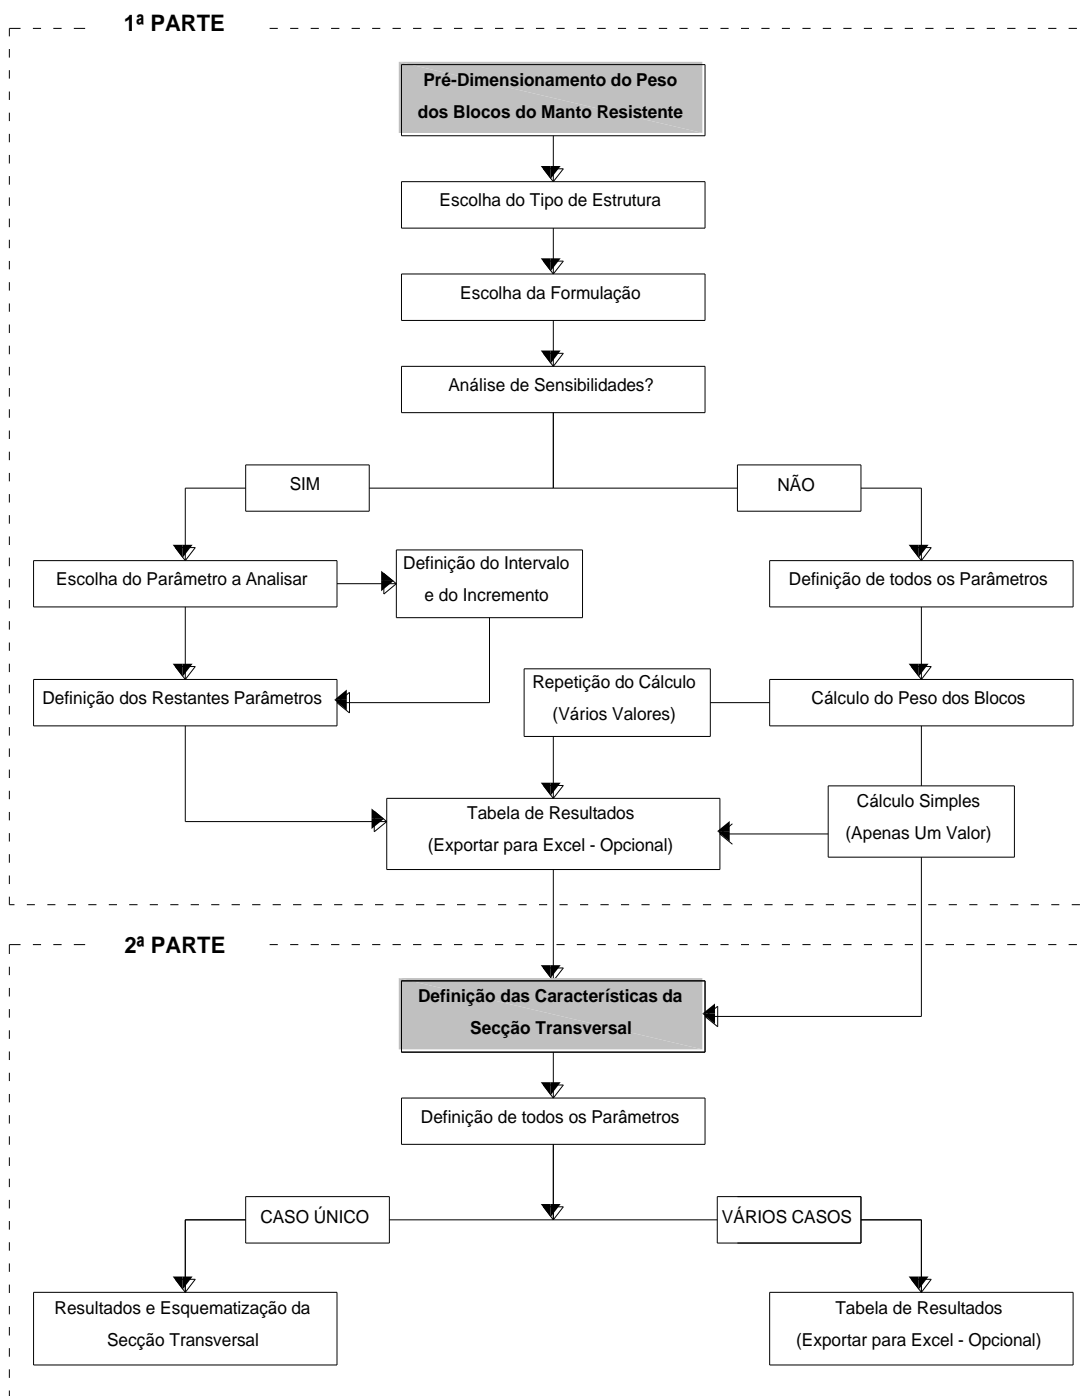 1ª PARTE
Pré-Dimensionamento do Peso
dos Blocos do Manto Resistente
Escolha do Tipo de Estrutura
Escolha da Formulação
Análise de Sensibilidades?
SIM
NÃO
Escolha do Parâmetro a Analisar
Definição do Intervalo
e do Incremento
Definição de todos os Parâmetros
Definição dos Restantes Parâmetros
Repetição do Cálculo
(Vários Valores)
Cálculo do Peso dos Blocos
Tabela de Resultados
(Exportar para Excel - Opcional)
Cálculo Simples
(Apenas Um Valor)
2ª PARTE
Definição das Características da
Secção Transversal
Definição de todos os Parâmetros
CASO ÚNICO
VÁRIOS CASOS
Resultados e Esquematização da
Secção Transversal
Tabela de Resultados
(Exportar para Excel - Opcional)